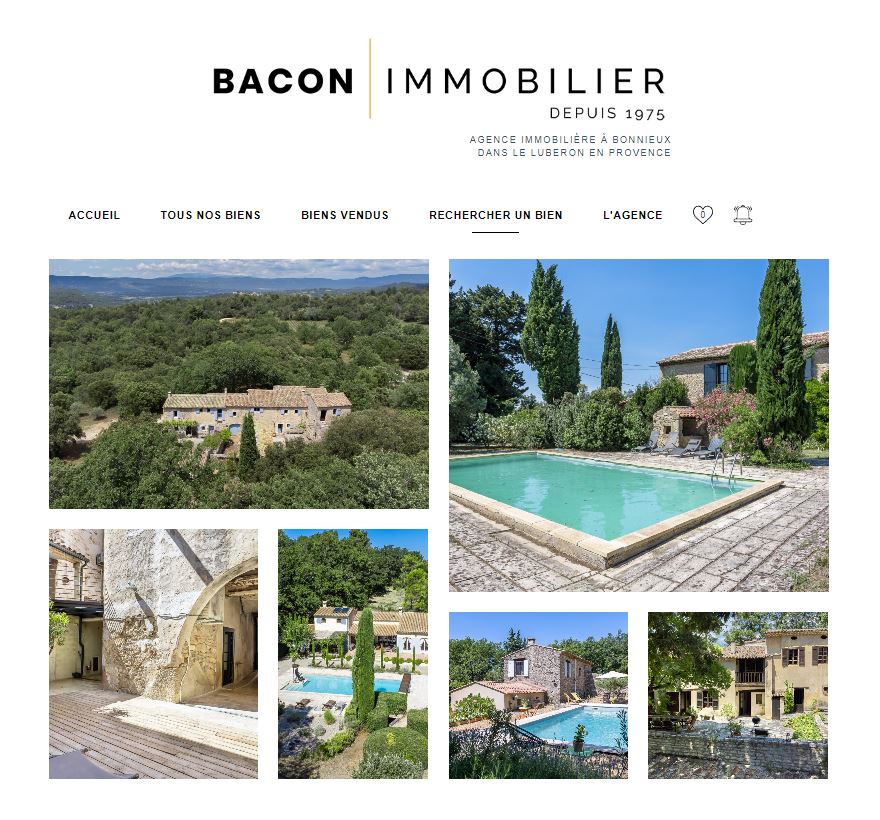 BACON IMMOBILIER
DEPUIS 1975
AGENCE IMMOBILIÈRE À BONNIEUX
DANS LE LUBERON EN PROVENCE
ACCUEIL TOUS NOS BIENS BIENS VENDUS RECHERCHER UN BIEN L'AGENCE 0